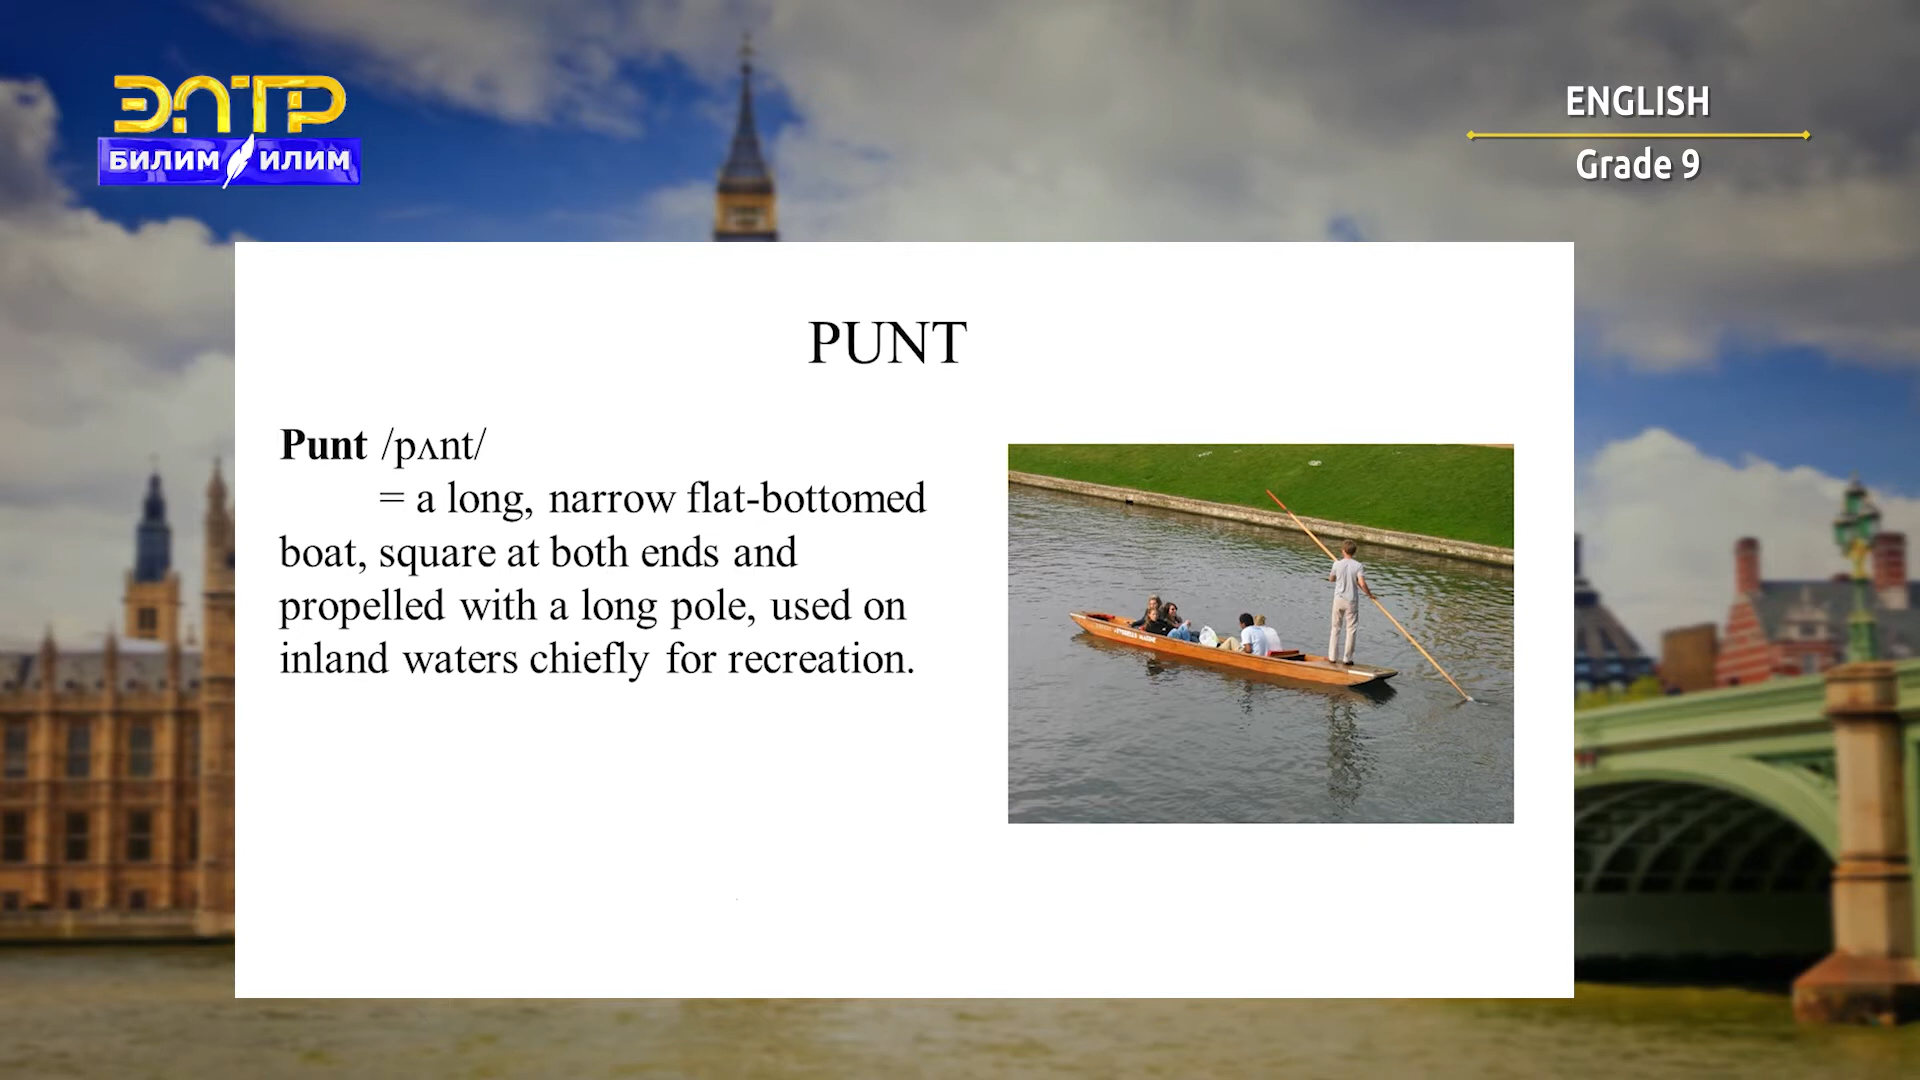 ЭЛТР
БИЛИМ ИЛИМ
ENGLISH
Grade 9
PUNT
Punt /pʌnt/
= a long, narrow flat-bottomed
boat, square at both ends and
propelled with a long pole, used on
inland waters chiefly for recreation.